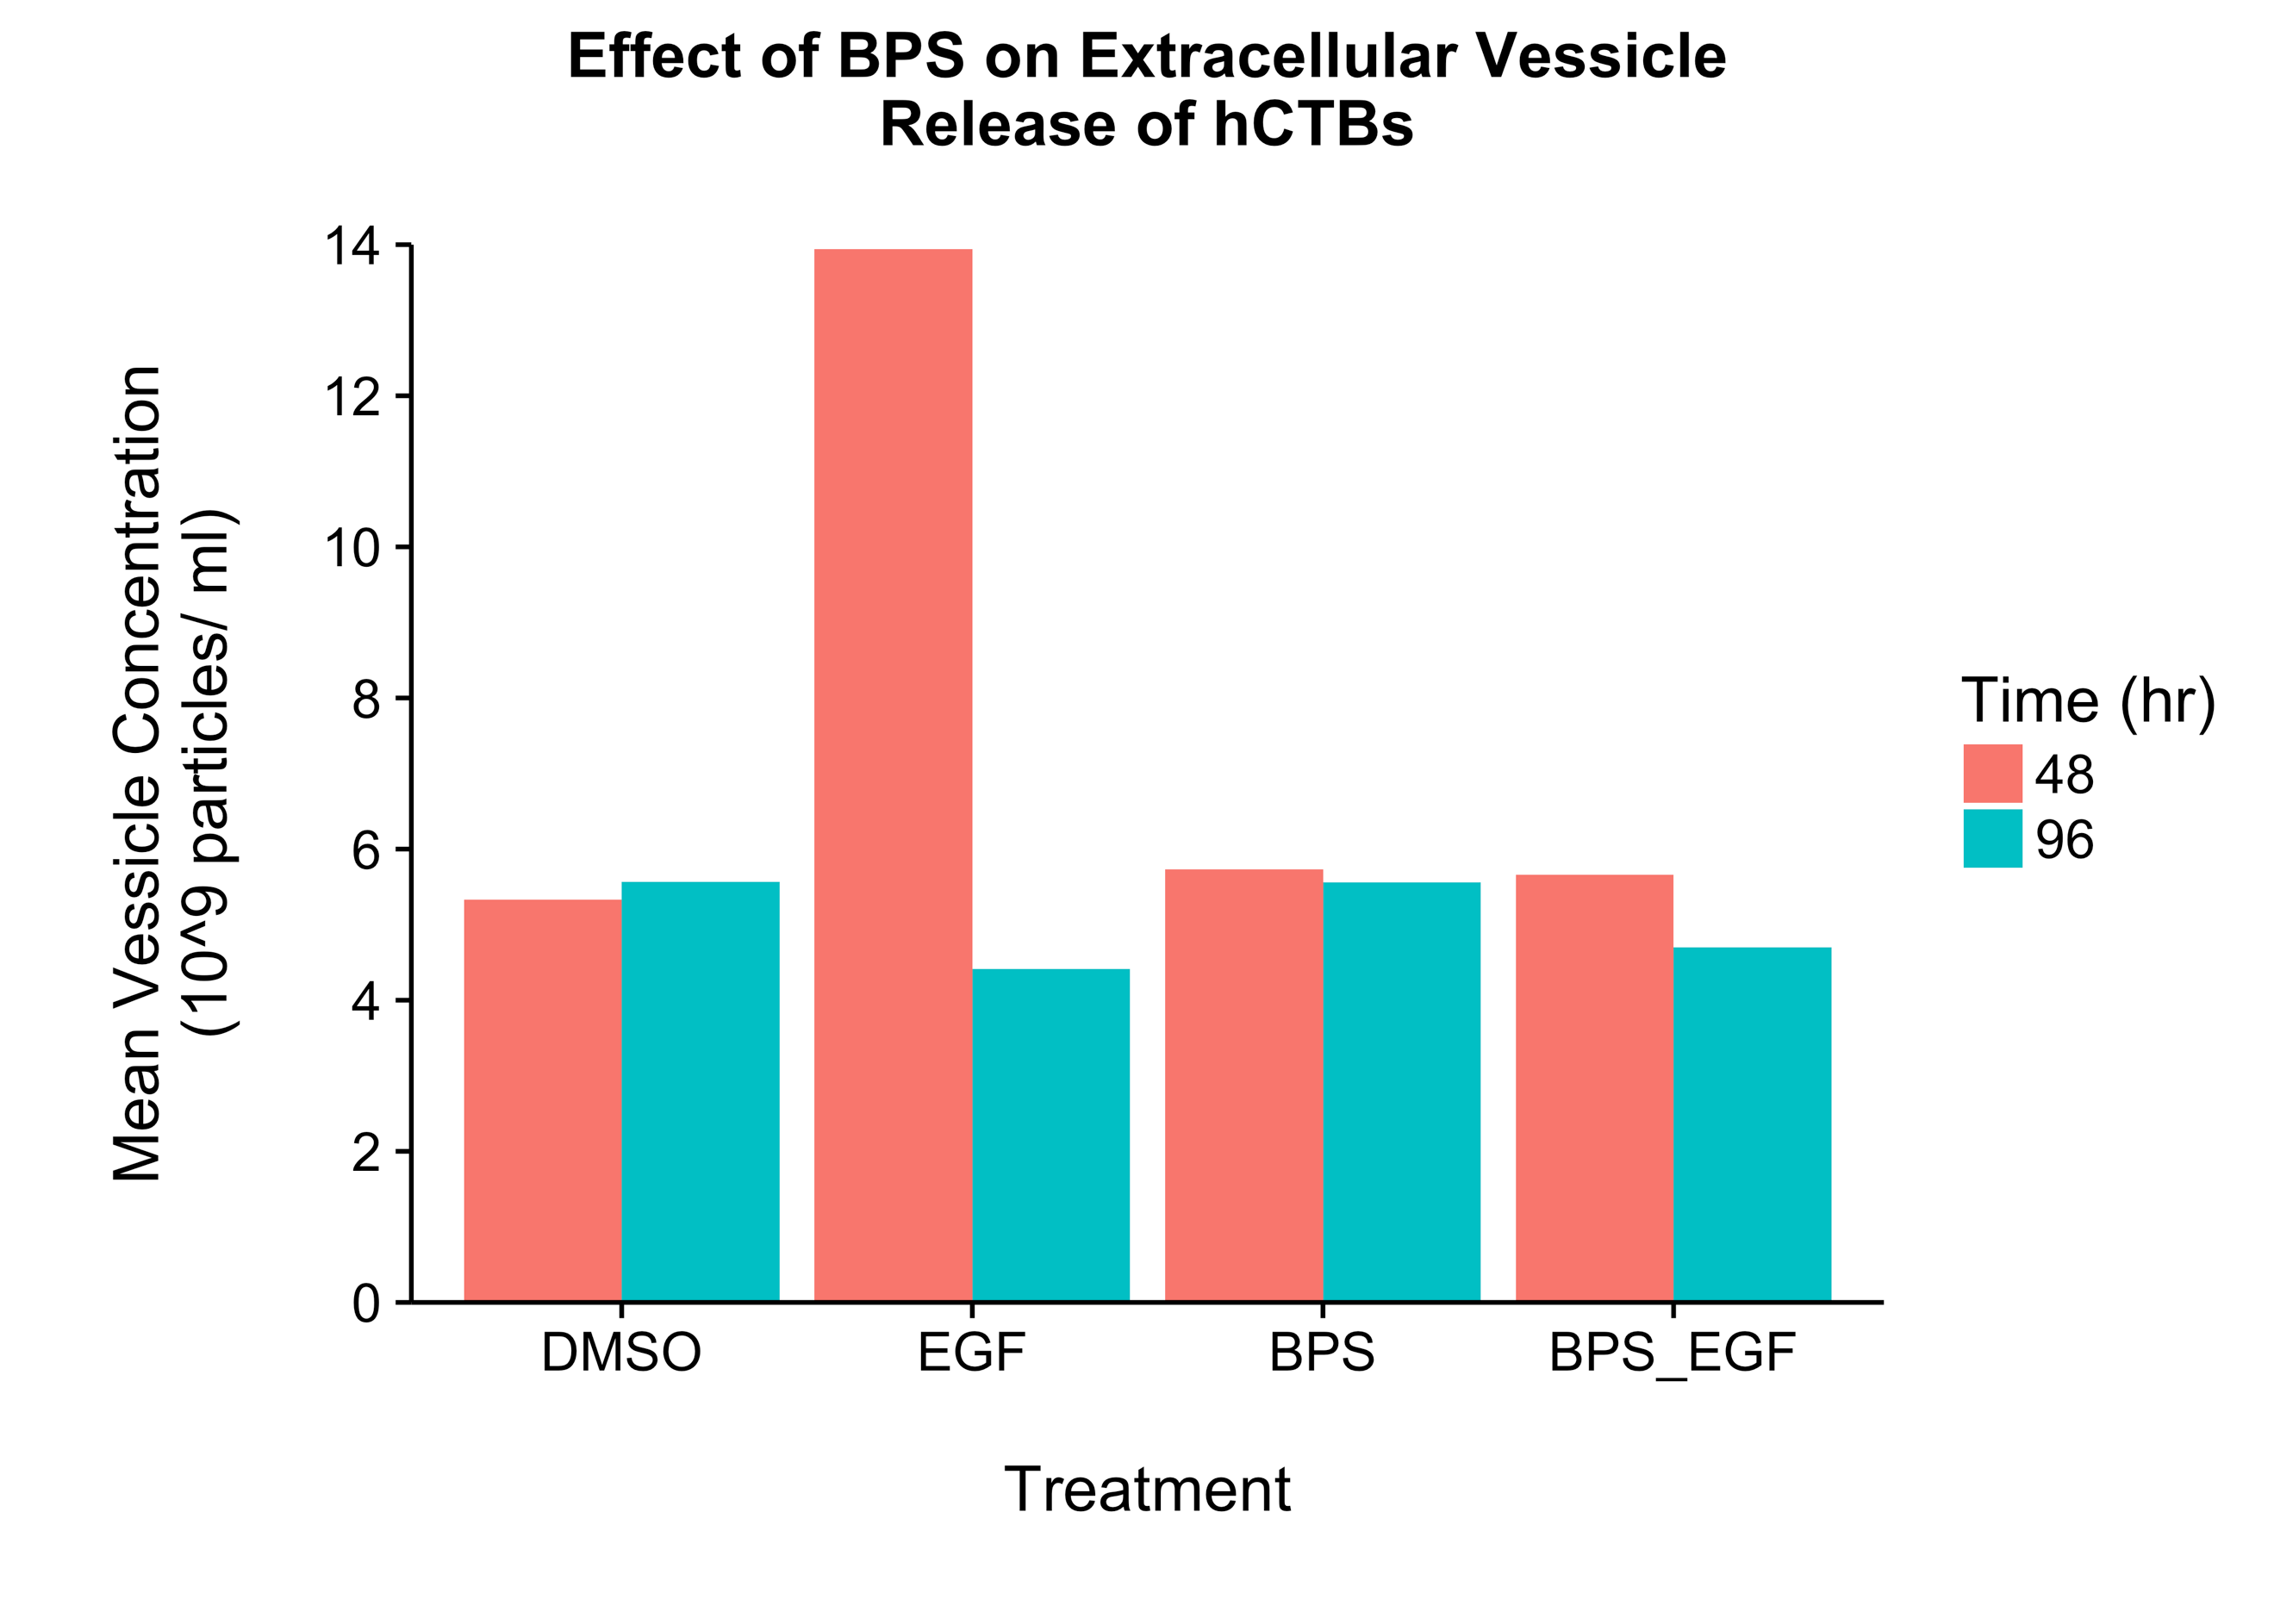 Effect of BPS on Extracellular Vessicle
Release of hCTBs
Mean Vessicle Concentration
(10^9 particles/ ml)
14
12
10
8
6
4
2
0
DMSO
EGF
BPS
BPS_EGF
Treatment
Time (hr)
48
96